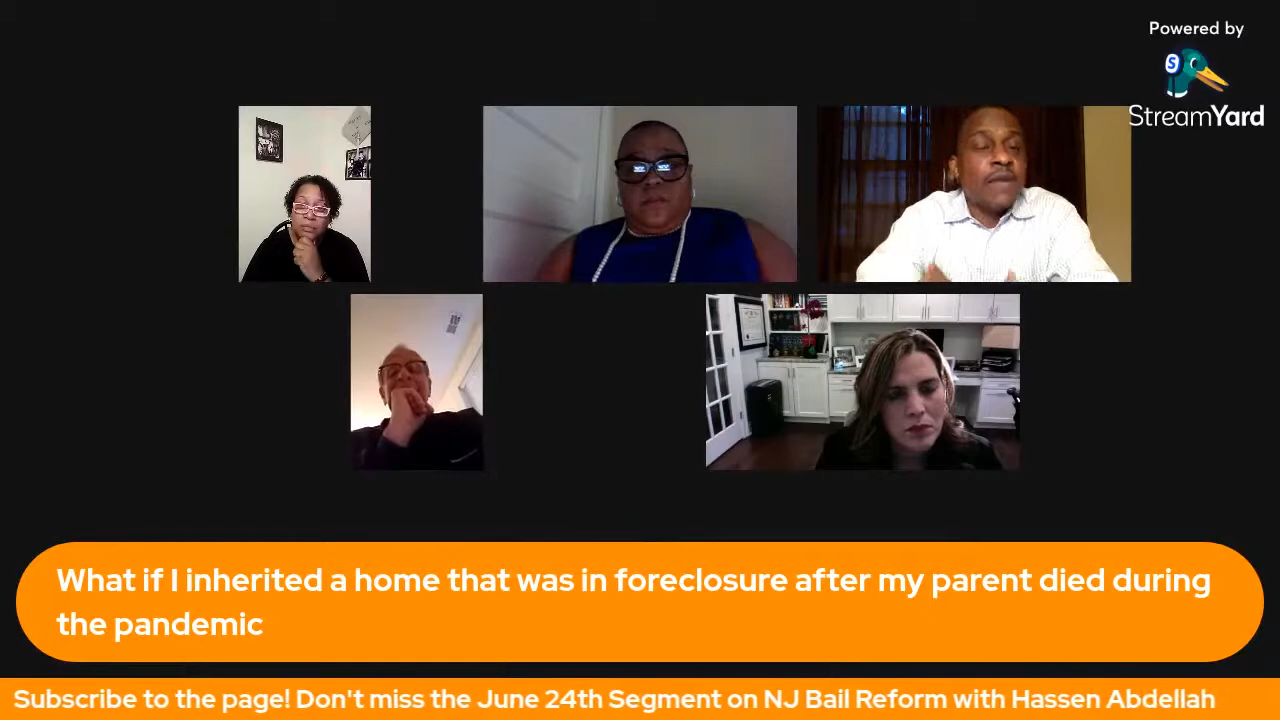 Powered by
S
StreamYard
What if I inherited a home that was in foreclosure after my parent died during
the pandemic
Subscribe to the page! Don't miss the June 24th Segment on NJ Bail Reform with Hassen Abdellah